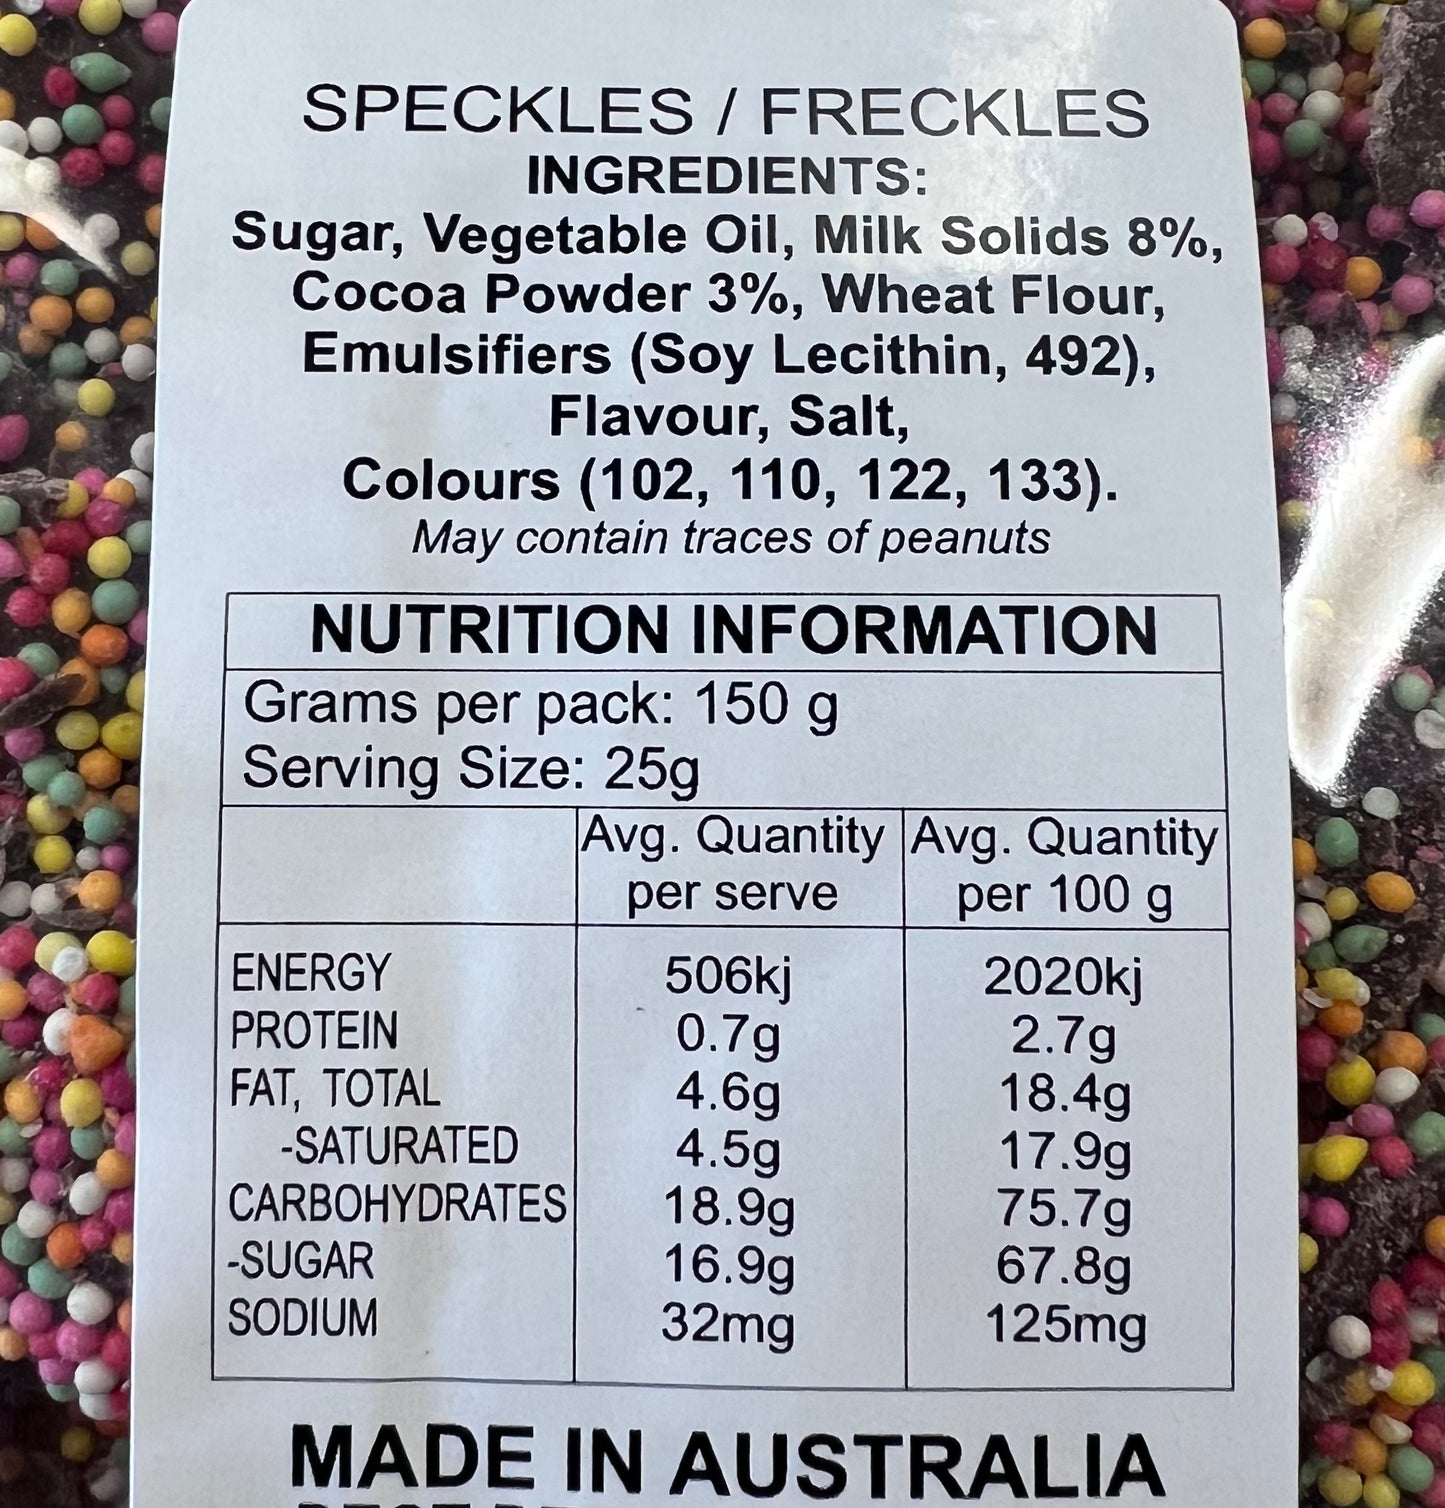 SPECKLES / FRECKLES
INGREDIENTS:
Sugar, Vegetable Oil, Milk Solids 8%,
Cocoa Powder 3%, Wheat Flour,
Emulsifiers (Soy Lecithin, 492),
Flavour, Salt,
Colours (102, 110, 122, 133).
May contain traces of peanuts
NUTRITION INFORMATION
Grams per pack: 150 g
Serving Size: 25g
Avg. Quantity per serve Avg. Quantity per 100 g
ENERGY 506kj 2020kj
PROTEIN 0.7g 2.7g
FAT, TOTAL 4.6g 18.4g
-SATURATED 4.5g 17.9g
CARBOHYDRATES 18.9g 75.7g
-SUGAR 16.9g 67.8g
SODIUM 32mg 125mg
MADE IN AUSTRALIA